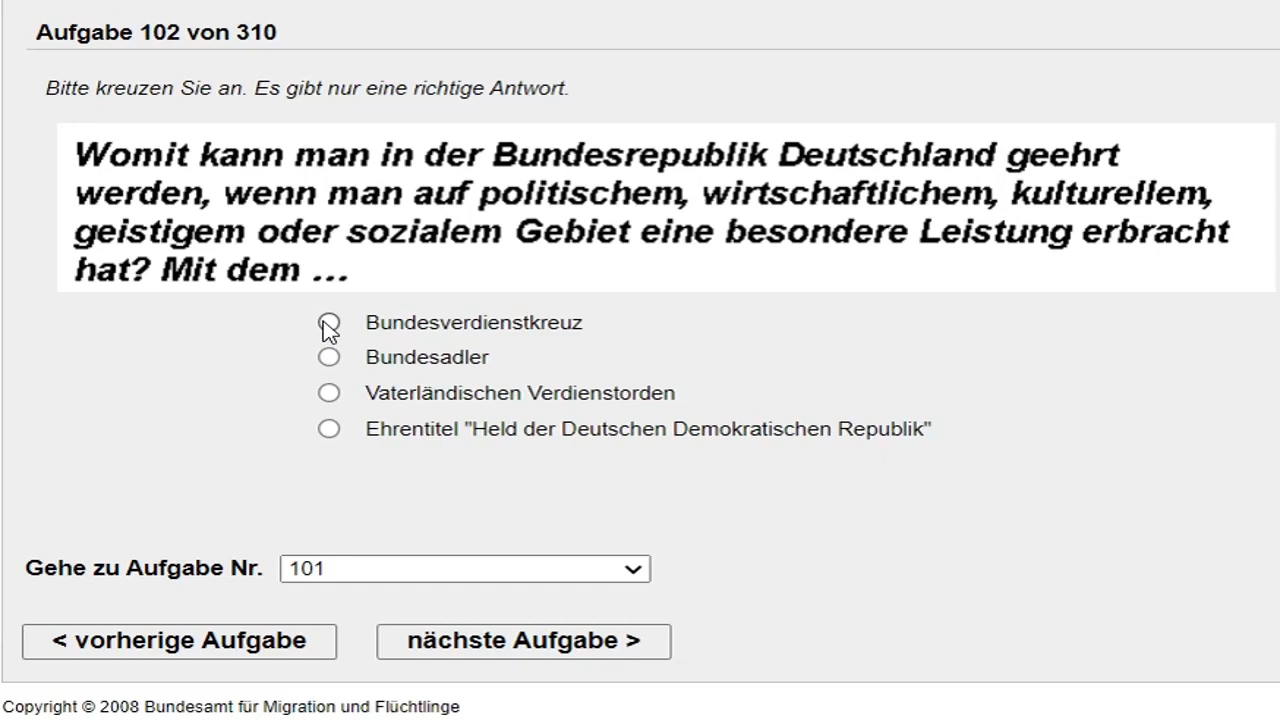 Aufgabe 102 von 310
Bitte kreuzen Sie an. Es gibt nur eine richtige Antwort.
Womit kann man in der Bundesrepublik Deutschland geehrt
werden, wenn man auf politischem, wirtschaftlichem, kulturellem,
geistigem oder sozialem Gebiet eine besondere Leistung erbracht
hat? Mit dem ...
Bundesverdienstkreuz
Bundesadler
Vaterländischen Verdienstorden
Ehrentitel "Held der Deutschen Demokratischen Republik"
Gehe zu Aufgabe Nr. 101
< vorherige Aufgabe nächste Aufgabe >
Copyright © 2008 Bundesamt für Migration und Flüchtlinge